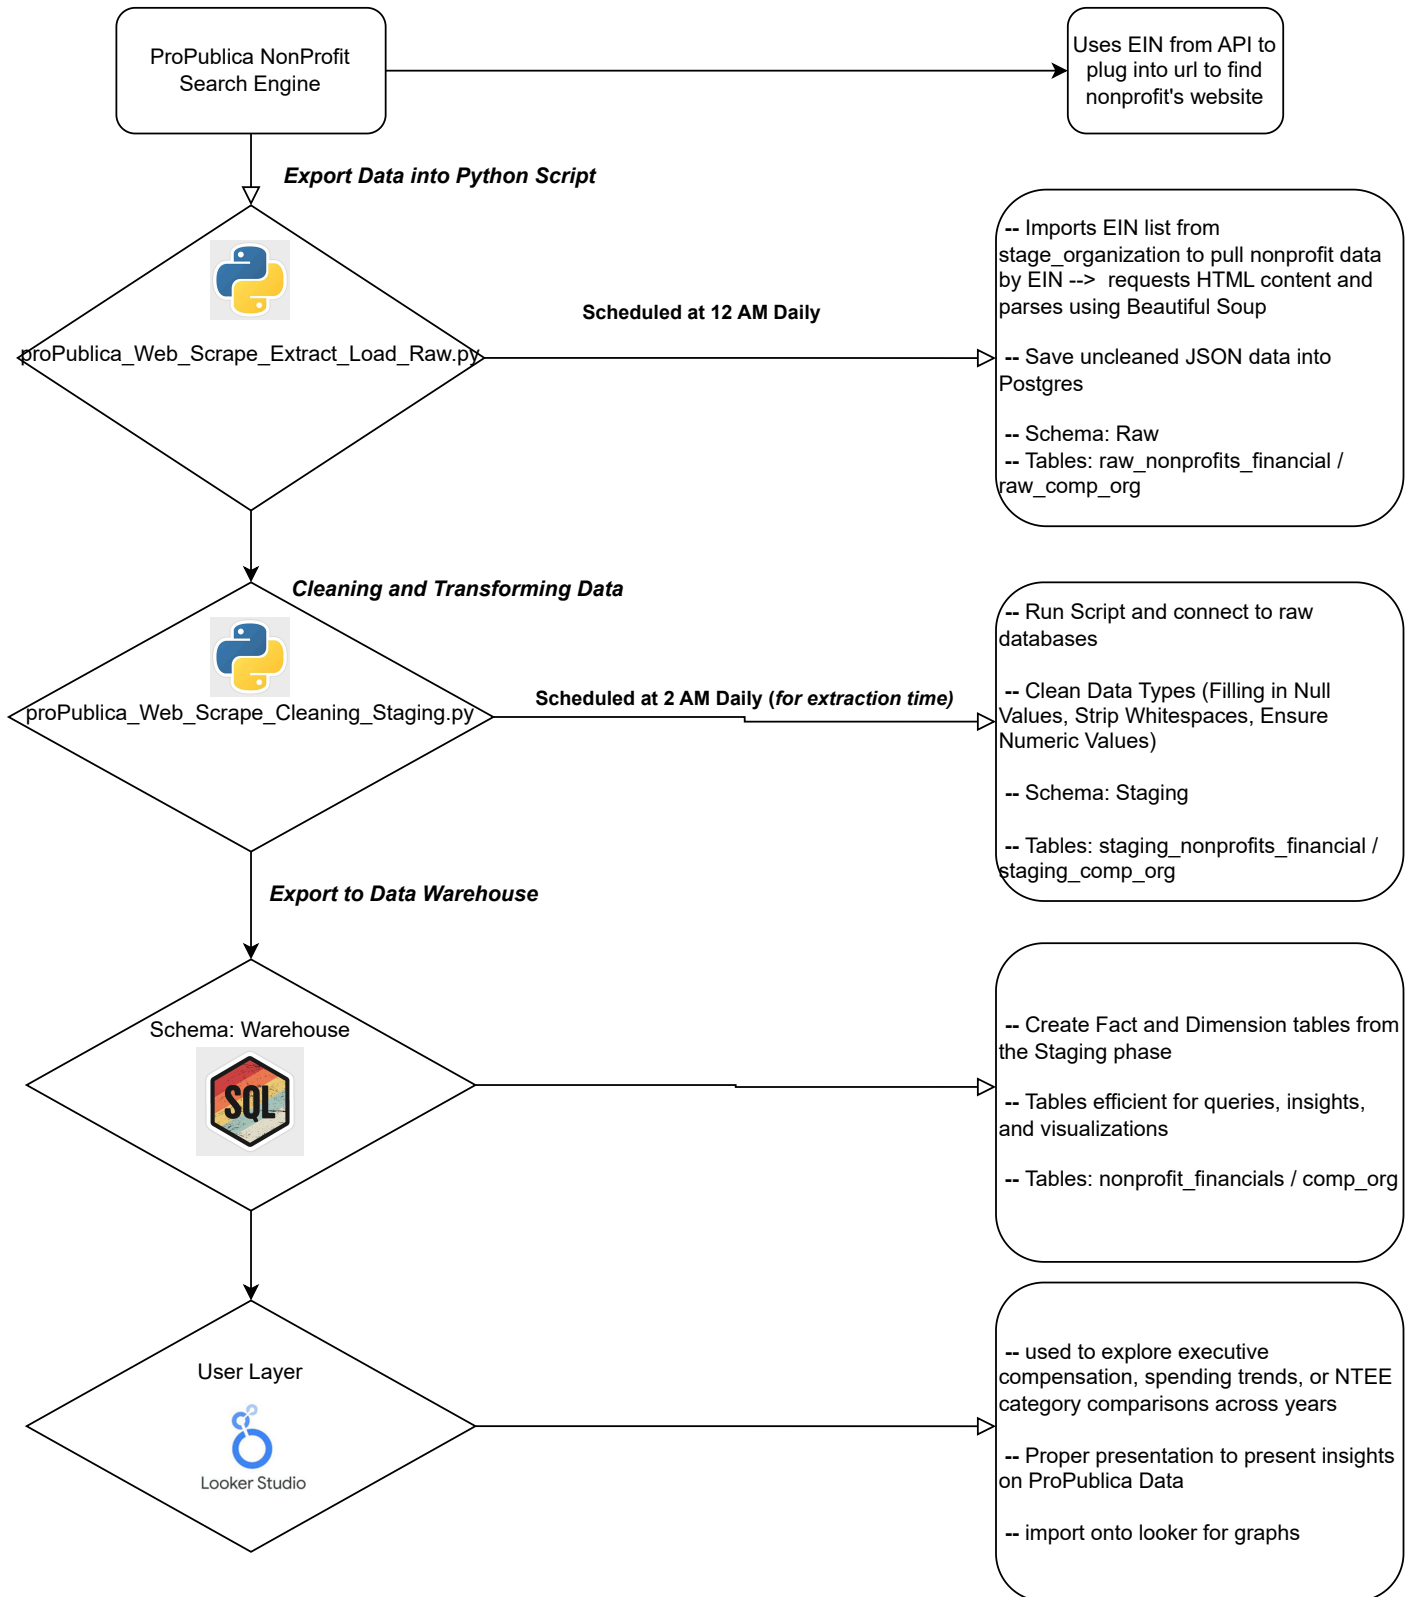 ProPublica NonProfit
Search Engine
Uses EIN from API to
plug into url to find
nonprofit's website
Export Data into Python Script
proPublica_Web_Scrape_Extract_Load_Raw.py
Scheduled at 12 AM Daily
-- Imports EIN list from
stage_organization to pull nonprofit data
by EIN --> requests HTML content and
parses using Beautiful Soup
-- Save uncleaned JSON data into
Postgres
-- Schema: Raw
-- Tables: raw_nonprofits_financial /
raw_comp_org
Cleaning and Transforming Data
proPublica_Web_Scrape_Cleaning_Staging.py
Scheduled at 2 AM Daily (for extraction time)
-- Run Script and connect to raw
databases
-- Clean Data Types (Filling in Null
Values, Strip Whitespaces, Ensure
Numeric Values)
-- Schema: Staging
-- Tables: staging_nonprofits_financial /
staging_comp_org
Export to Data Warehouse
Schema: Warehouse
SQL
-- Create Fact and Dimension tables from
the Staging phase
-- Tables efficient for queries, insights,
and visualizations
-- Tables: nonprofit_financials / comp_org
User Layer
Looker Studio
-- used to explore executive
compensation, spending trends, or NTEE
category comparisons across years
-- Proper presentation to present insights
on ProPublica Data
-- import onto looker for graphs